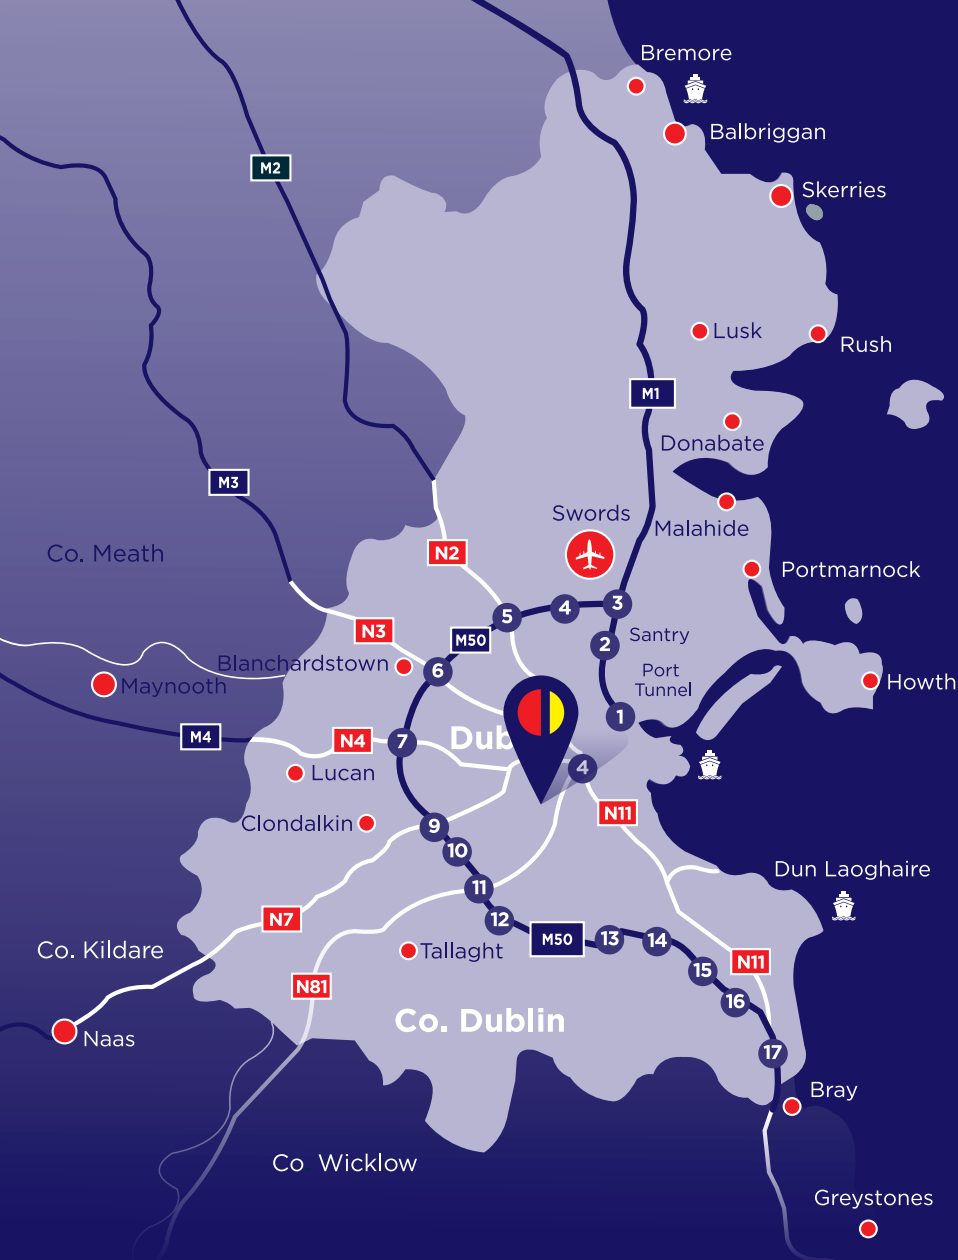 Bremore
Balbriggan
M2
Skerries
Lusk
Rush
M1
Donabate
M3
Swords
Malahide
Co. Meath
N2
Portmarnock
3
4
5
N3
M50
2
Santry
Blanchardstown
6
Port
Tunnel
Maynooth
Howth
1
M4
N4
7
Dub
4
Lucan
N11
Clondalkin
9
10
Dun Laoghaire
11
N7
12
M50
13
14
Co. Kildare
Tallaght
N11
15
N81
16
Co. Dublin
Naas
17
Bray
Co Wicklow
Greystones